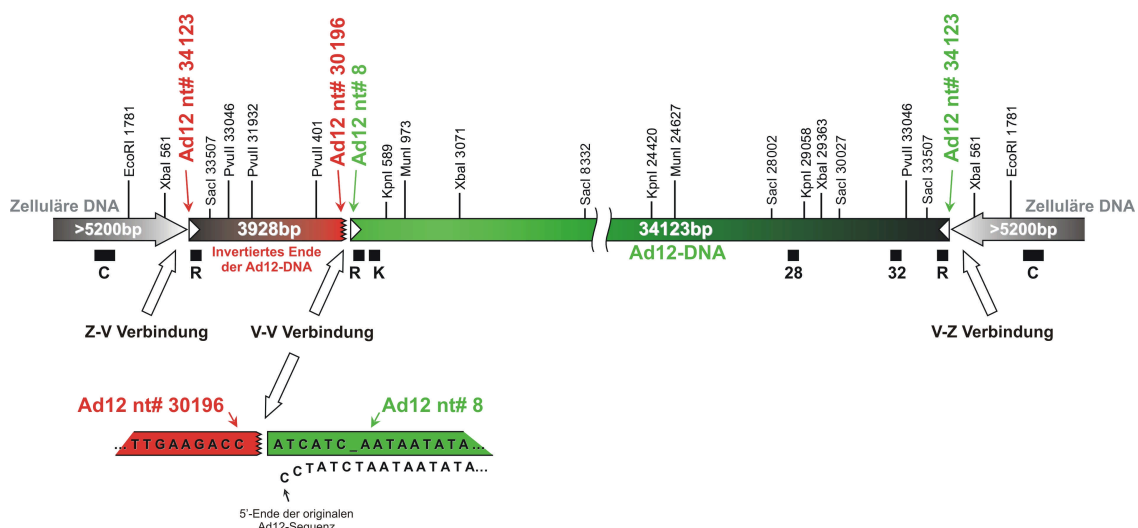 Ad12 nt# 34123
Ad12 nt# 30196
Ad12 nt# 8
Ad12 nt# 34123
EcoRI 1781
XbaI 561
SacI 33507
PvuII 33046
PvuII 31932
PvuII 401
KpnI 589
MunI 973
XbaI 3071
SacI 8332
KpnI 24420
MunI 24627
SacI 28002
KpnI 29058
XbaI 29363
SacI 30027
PvuII 33046
SacI 33507
XbaI 561
EcoRI 1781
Zelluläre DNA
Zelluläre DNA
>5200bp
3928bp
34123bp
>5200bp
Invertiertes Ende
der Ad12-DNA
Ad12-DNA
C
R
R
K
28
32
R
C
Z-V Verbindung
V-V Verbindung
V-Z Verbindung
Ad12 nt# 30196
Ad12 nt# 8
...TTGAAGACC
ATCATC_AATAATATA...
CCTATCTAATAATATA...
5'-Ende der originalen
Ad12-Sequenz